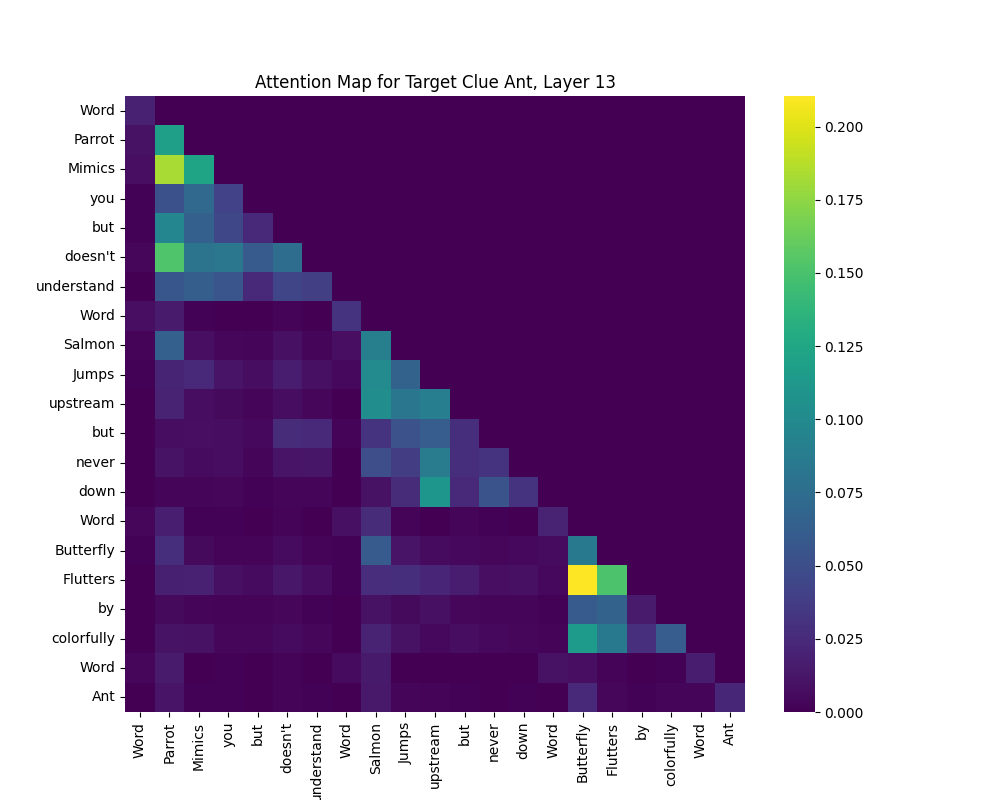 Attention Map for Target Clue Ant, Layer 13
Word
Parrot
Mimics
you
but
doesn't
understand
Word
Salmon
Jumps
upstream
but
never
down
Word
Butterfly
Flutters
by
colorfully
Word
Ant
Word
Parrot
Mimics
you
but
doesn't
understand
Word
Salmon
Jumps
upstream
but
never
down
Word
Butterfly
Flutters
by
colorfully
Word
Ant
0.200
0.175
0.150
0.125
0.100
0.075
0.050
0.025
0.000